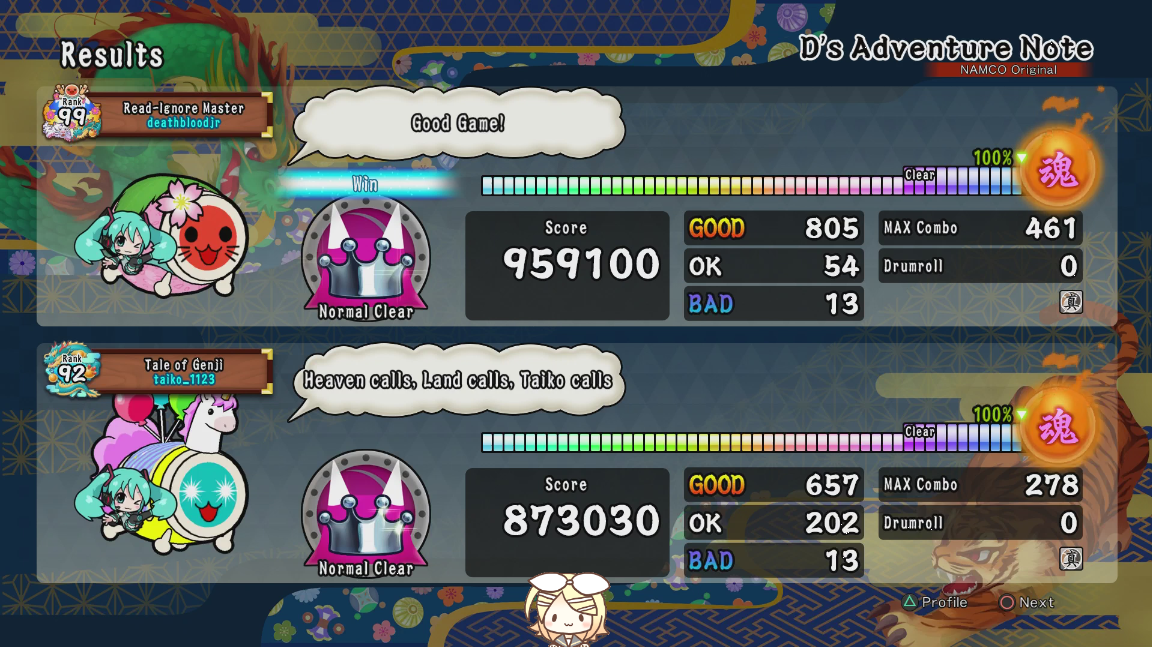 Results
D's Adventure Note
NAMCO Original
Rank
99
Read-Ignore Master
deathbloodjr
Good Game!
Win
Normal Clear
100%
Clear
魂
Score
959100
GOOD 805
OK 54
BAD 13
MAX Combo 461
Drumroll 0
真
Rank
92
Tale of Genji
taiko_1123
Heaven calls, Land calls, Taiko calls
Normal Clear
100%
Clear
魂
Score
873030
GOOD 657
OK 202
BAD 13
MAX Combo 278
Drumroll 0
真
Profile
Next